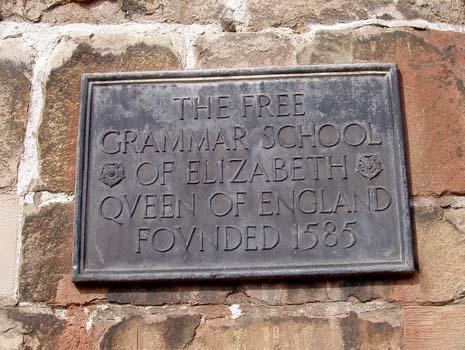 THE FREE
GRAMMAR SCHOOL
OF ELIZABETH
QVEEN OF ENGLAND
FOVNDED 1585